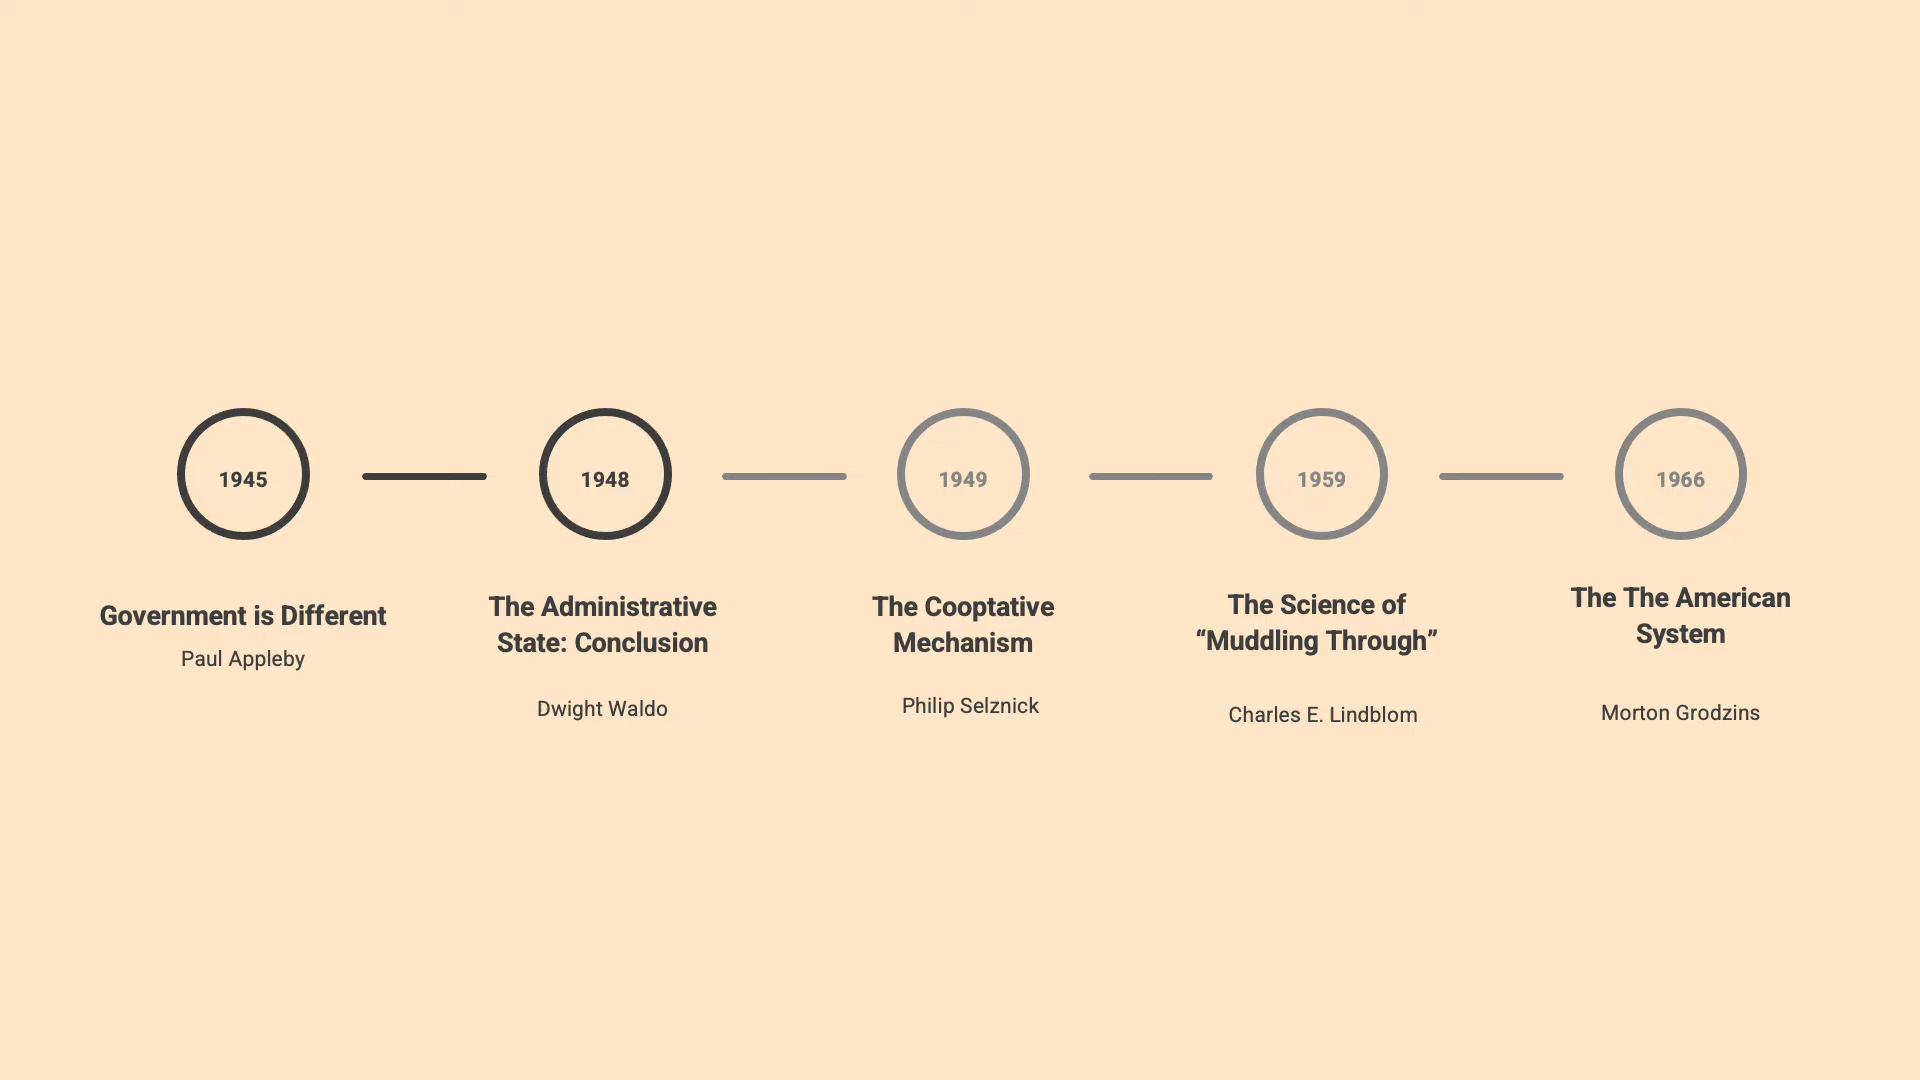 1945
1948
1949
1959
1966
Government is Different
Paul Appleby
The Administrative
State: Conclusion
Dwight Waldo
The Cooptative
Mechanism
Philip Selznick
The Science of
“Muddling Through”
Charles E. Lindblom
The The American
System
Morton Grodzins